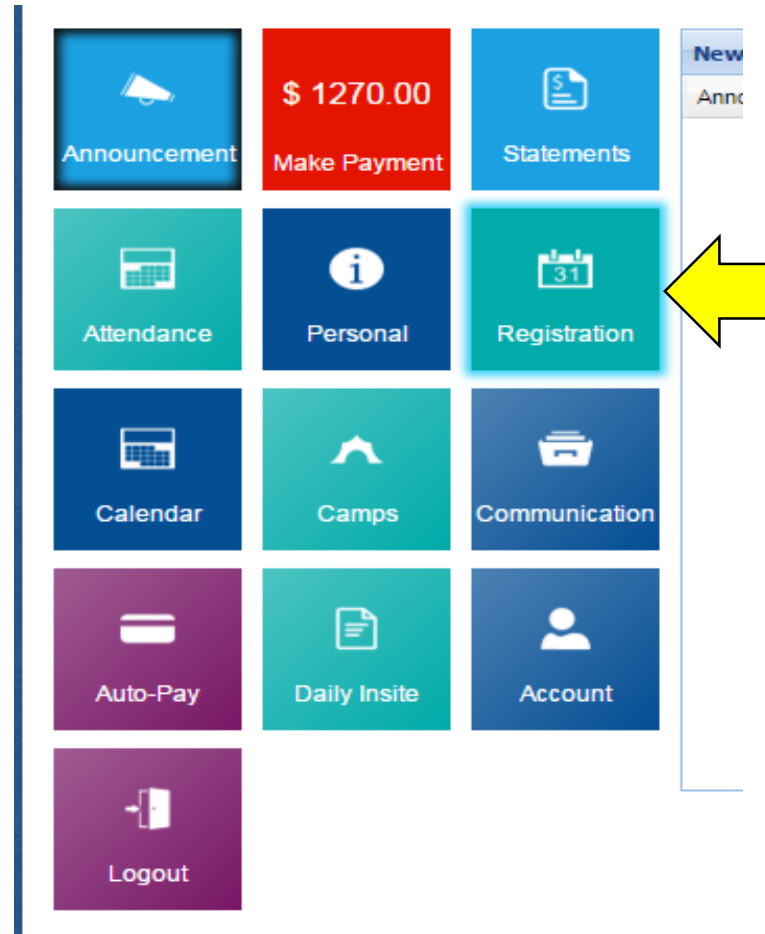 New
Announcement
$ 1270.00
Make Payment
Statements
Attendance
Personal
31
Registration
Calendar
Camps
Communication
Auto-Pay
Daily Insite
Account
Logout